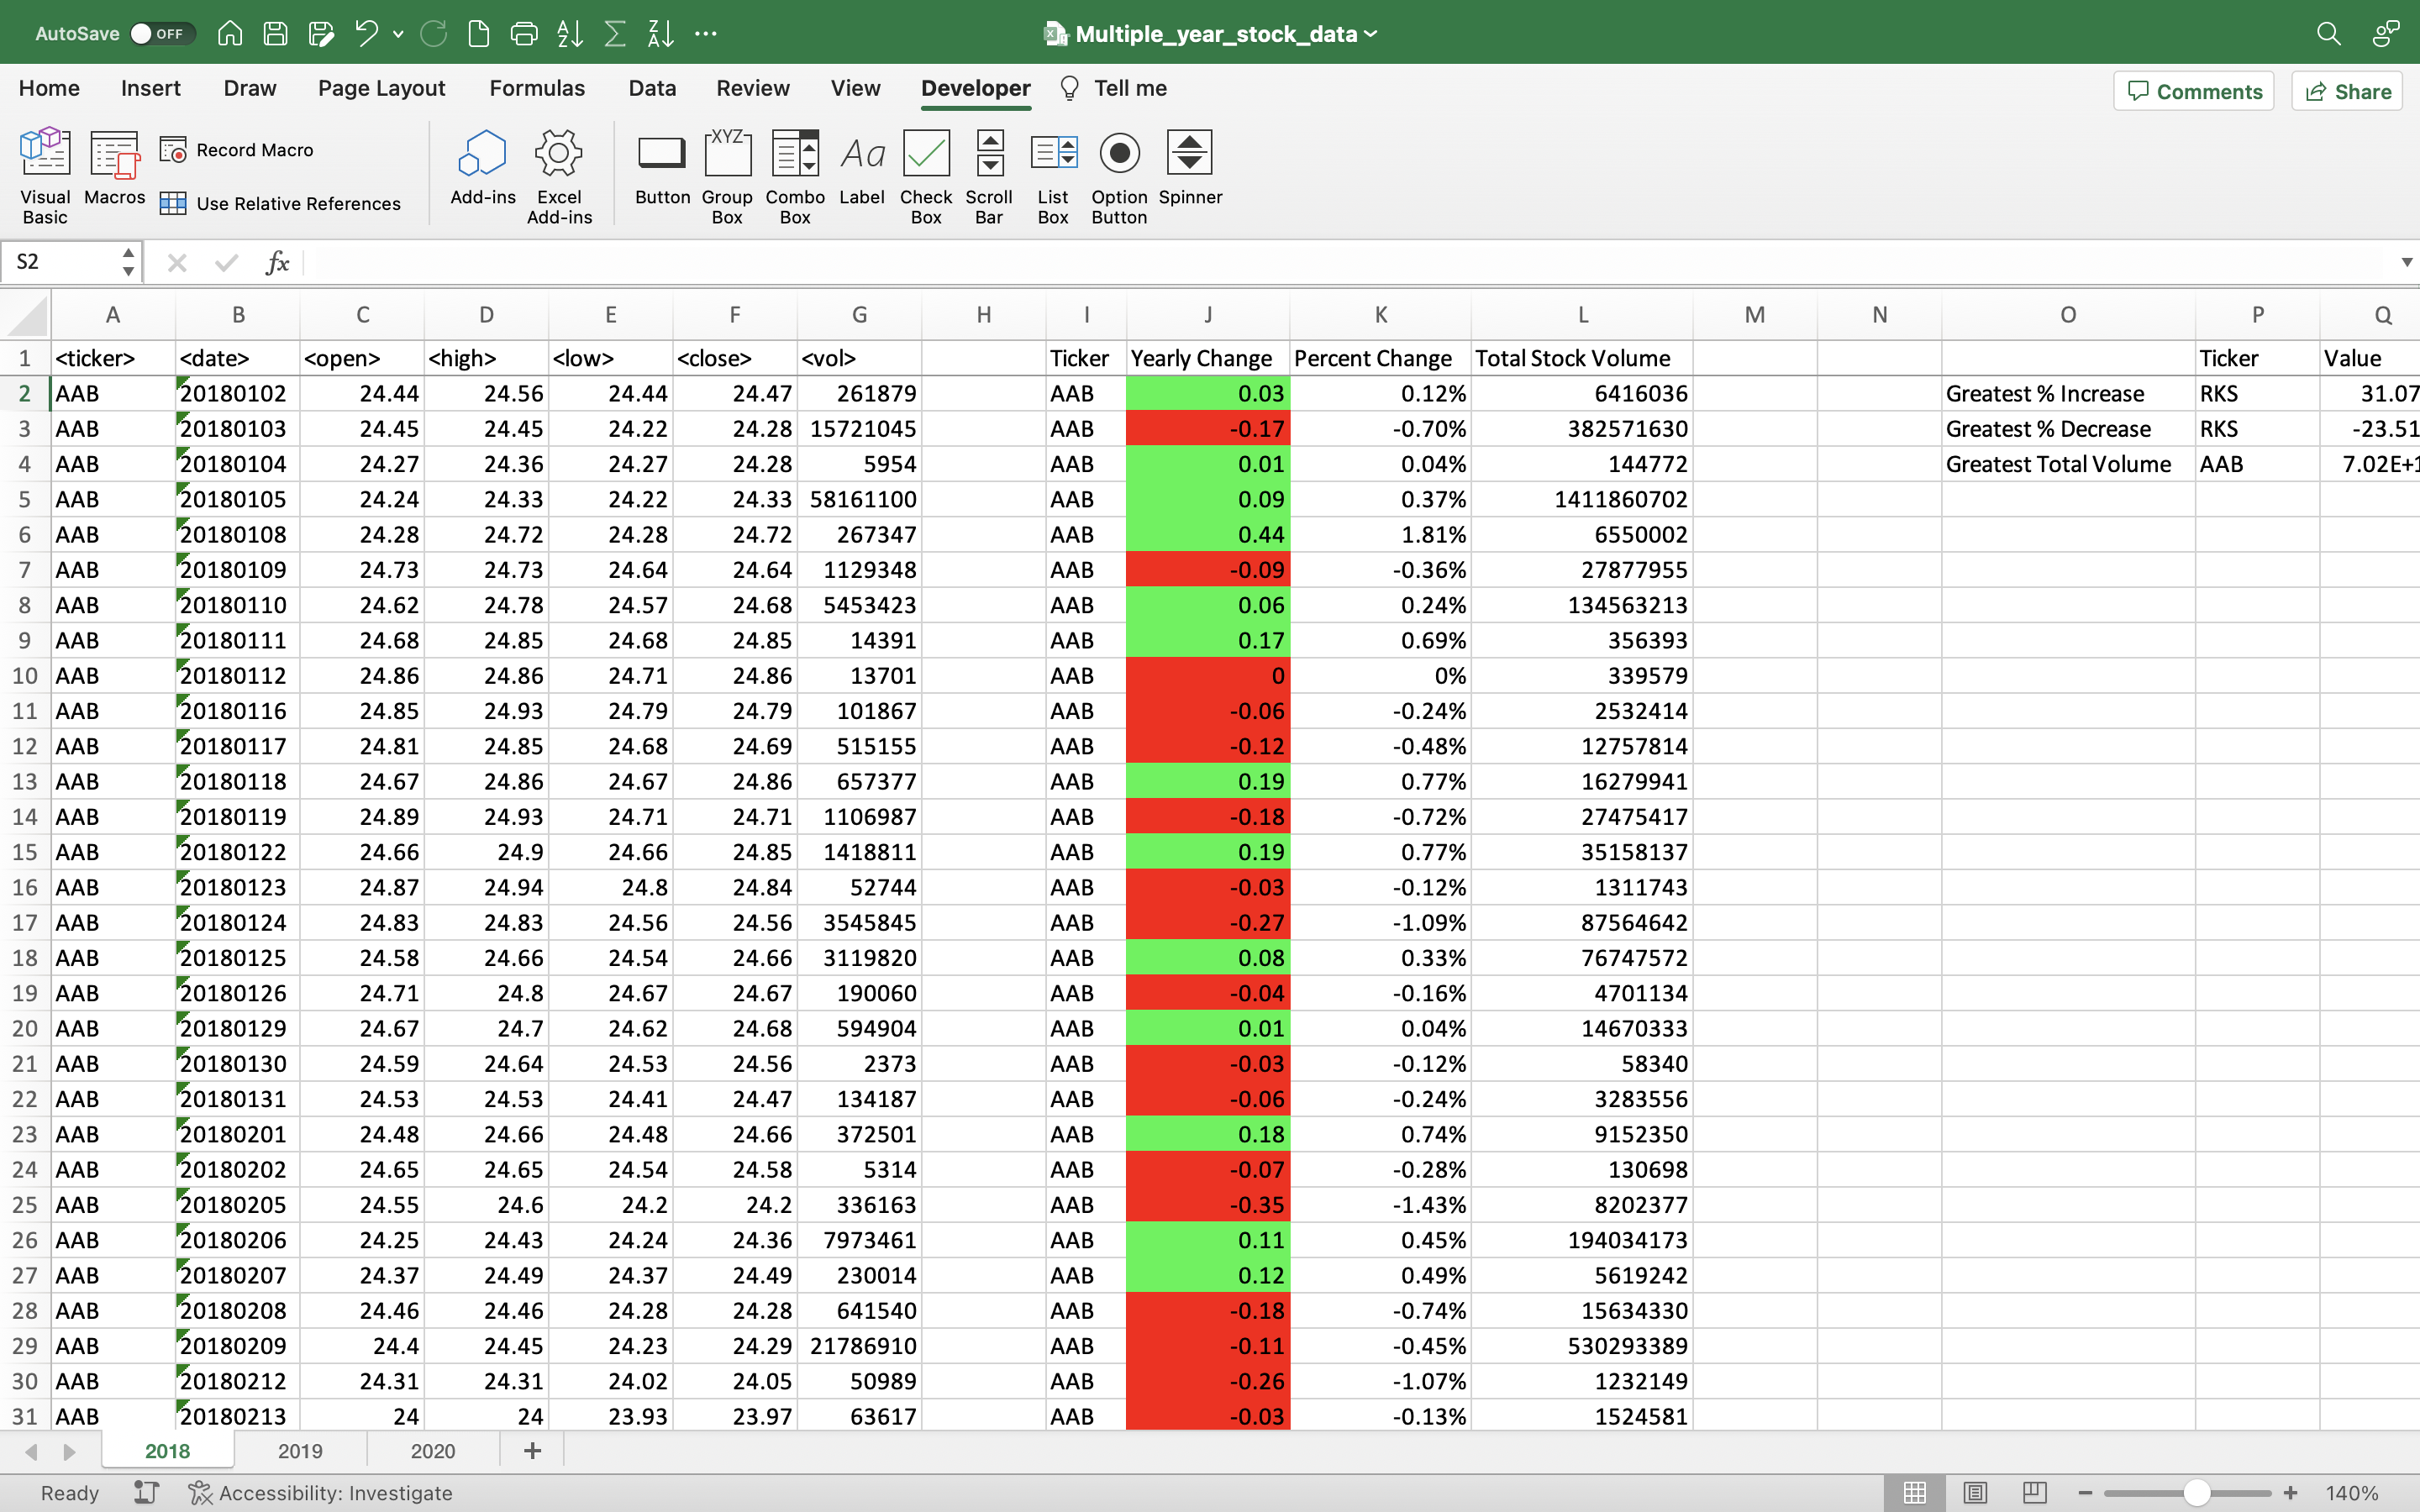 AutoSave OFF Multiple_year_stock_data
Home Insert Draw Page Layout Formulas Data Review View Developer Tell me Comments Share
Visual Basic Macros Record Macro Use Relative References Add-ins Excel Add-ins Button Group Box Combo Box Label Check Box Scroll Bar List Box Option Button Spinner
XYZ Aa
S2 fx
A B C D E F G H I J K L M N O P Q
1 <ticker> <date> <open> <high> <low> <close> <vol> Ticker Yearly Change Percent Change Total Stock Volume Ticker Value
2 AAB 20180102 24.44 24.56 24.44 24.47 261879 AAB 0.03 0.12% 6416036 Greatest % Increase RKS 31.07
3 AAB 20180103 24.45 24.45 24.22 24.28 15721045 AAB -0.17 -0.70% 382571630 Greatest % Decrease RKS -23.51
4 AAB 20180104 24.27 24.36 24.27 24.28 5954 AAB 0.01 0.04% 144772 Greatest Total Volume AAB 7.02E+1
5 AAB 20180105 24.24 24.33 24.22 24.33 58161100 AAB 0.09 0.37% 1411860702
6 AAB 20180108 24.28 24.72 24.28 24.72 267347 AAB 0.44 1.81% 6550002
7 AAB 20180109 24.73 24.73 24.64 24.64 1129348 AAB -0.09 -0.36% 27877955
8 AAB 20180110 24.62 24.78 24.57 24.68 5453423 AAB 0.06 0.24% 134563213
9 AAB 20180111 24.68 24.85 24.68 24.85 14391 AAB 0.17 0.69% 356393
10 AAB 20180112 24.86 24.86 24.71 24.86 13701 AAB 0 0% 339579
11 AAB 20180116 24.85 24.93 24.79 24.79 101867 AAB -0.06 -0.24% 2532414
12 AAB 20180117 24.81 24.85 24.68 24.69 515155 AAB -0.12 -0.48% 12757814
13 AAB 20180118 24.67 24.86 24.67 24.86 657377 AAB 0.19 0.77% 16279941
14 AAB 20180119 24.89 24.93 24.71 24.71 1106987 AAB -0.18 -0.72% 27475417
15 AAB 20180122 24.66 24.9 24.66 24.85 1418811 AAB 0.19 0.77% 35158137
16 AAB 20180123 24.87 24.94 24.8 24.84 52744 AAB -0.03 -0.12% 1311743
17 AAB 20180124 24.83 24.83 24.56 24.56 3545845 AAB -0.27 -1.09% 87564642
18 AAB 20180125 24.58 24.66 24.54 24.66 3119820 AAB 0.08 0.33% 76747572
19 AAB 20180126 24.71 24.8 24.67 24.67 190060 AAB -0.04 -0.16% 4701134
20 AAB 20180129 24.67 24.7 24.62 24.68 594904 AAB 0.01 0.04% 14670333
21 AAB 20180130 24.59 24.64 24.53 24.56 2373 AAB -0.03 -0.12% 58340
22 AAB 20180131 24.53 24.53 24.41 24.47 134187 AAB -0.06 -0.24% 3283556
23 AAB 20180201 24.48 24.66 24.48 24.66 372501 AAB 0.18 0.74% 9152350
24 AAB 20180202 24.65 24.65 24.54 24.58 5314 AAB -0.07 -0.28% 130698
25 AAB 20180205 24.55 24.6 24.2 24.2 336163 AAB -0.35 -1.43% 8202377
26 AAB 20180206 24.25 24.43 24.24 24.36 7973461 AAB 0.11 0.45% 194034173
27 AAB 20180207 24.37 24.49 24.37 24.49 230014 AAB 0.12 0.49% 5619242
28 AAB 20180208 24.46 24.46 24.28 24.28 641540 AAB -0.18 -0.74% 15634330
29 AAB 20180209 24.4 24.45 24.23 24.29 21786910 AAB -0.11 -0.45% 530293389
30 AAB 20180212 24.31 24.31 24.02 24.05 50989 AAB -0.26 -1.07% 1232149
31 AAB 20180213 24 24 23.93 23.97 63617 AAB -0.03 -0.13% 1524581
2018 2019 2020 +
Ready Accessibility: Investigate 140%